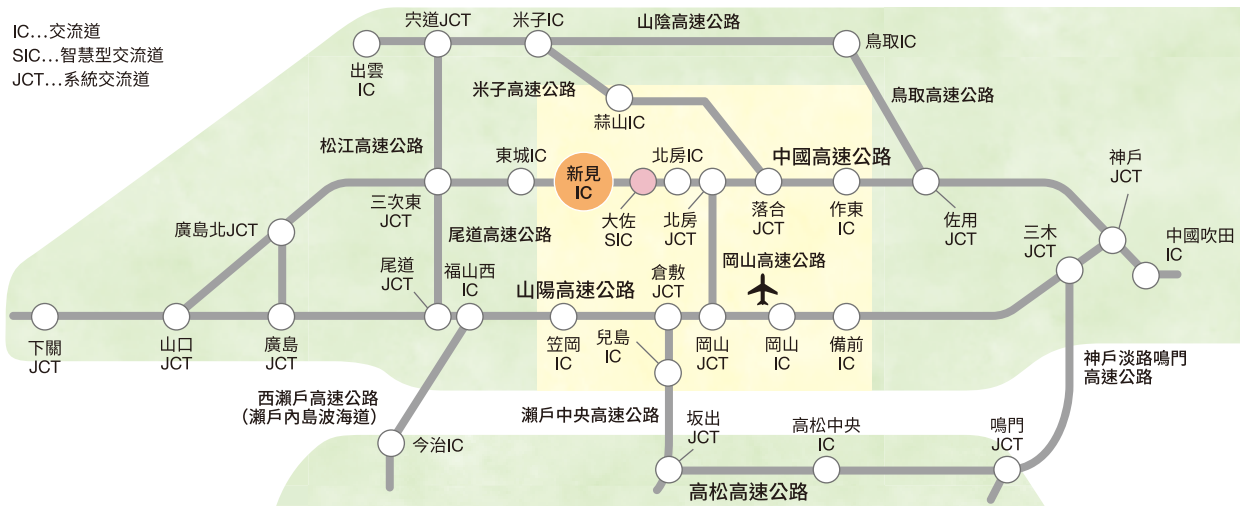 IC…交流道
SIC…智慧型交流道
JCT…系統交流道
宍道JCT
米子IC
山陰高速公路
鳥取IC
出雲
IC
米子高速公路
蒜山IC
鳥取高速公路
松江高速公路
東城IC
新見
IC
北房IC
中國高速公路
神戶
JCT
三次東
JCT
大佐
SIC
北房
JCT
落合
JCT
作東
IC
佐用
JCT
廣島北JCT
尾道高速公路
三木
JCT
中國吹田
IC
尾道
JCT
福山西
IC
山陽高速公路
倉敷
JCT
岡山高速公路
下關
JCT
山口
JCT
廣島
JCT
笠岡
IC
兒島
IC
岡山
JCT
岡山
IC
備前
IC
神戶淡路鳴門
高速公路
西瀨戶高速公路
（瀨戶內島波海道）
瀨戶中央高速公路
今治IC
坂出
JCT
高松中央
IC
鳴門
JCT
高松高速公路